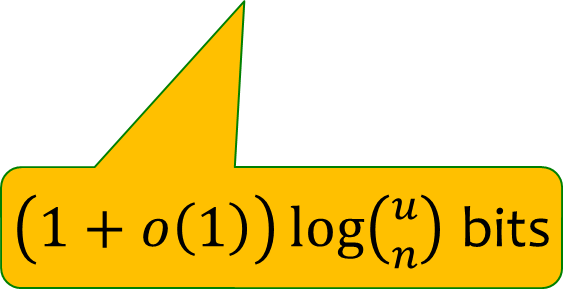 (1 + o(1)) log(u n) bits